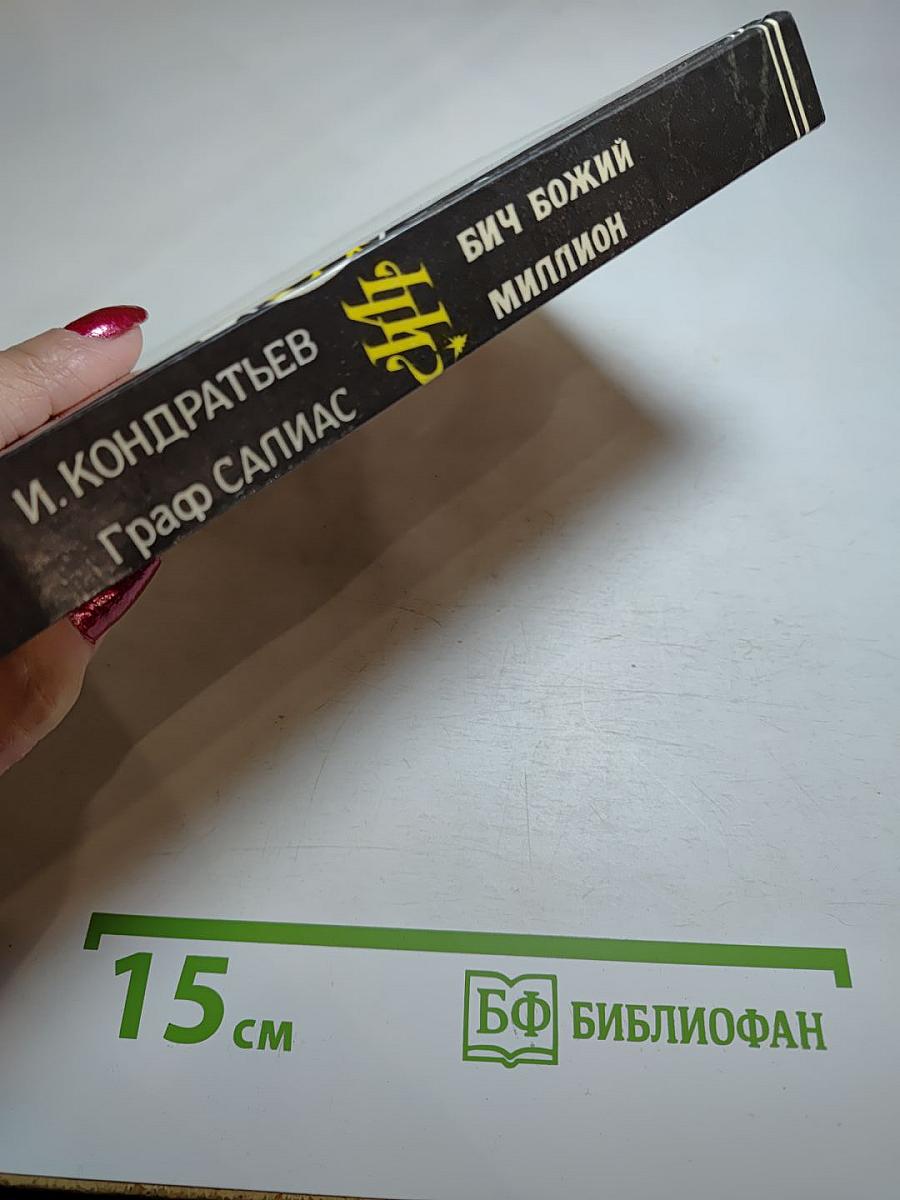 И. КОНДРАТЬЕВ
Граф САЛИАС
БИЧ БОЖИЙ
МИЛЛИОН
15 см
БФ БИБЛИОФАН